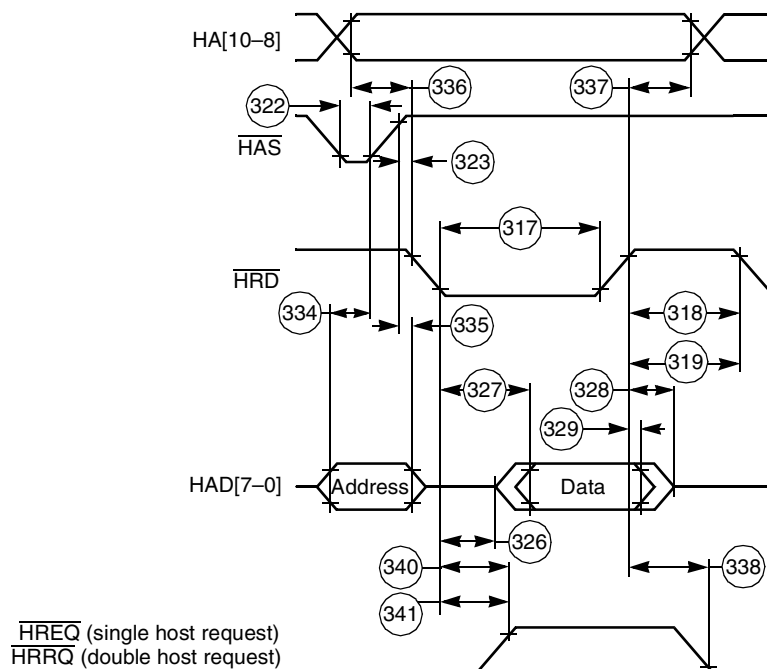 HA[10–8]
336
337
322
HAS
323
317
HRD
334
335
318
319
327
328
329
HAD[7–0]
Address
Data
326
340
338
341
HREQ (single host request)
HRRQ (double host request)